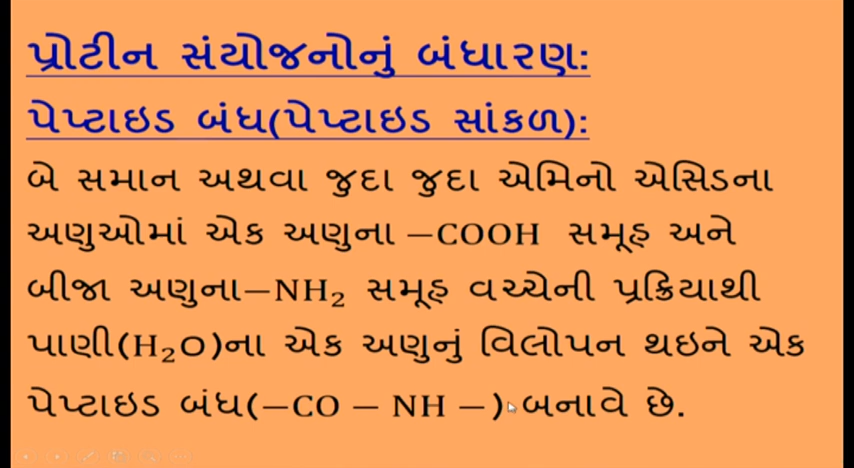 પ્રોટીન સંયોજનોનું બંધારણ:
પેપ્ટાઇડ બંધ(પેપ્ટાઇડ સાંકળ):
બે સમાન અથવા જુદા જુદા એમિનો એસિડના
અણુઓમાં એક અણુના –COOH સમૂહ અને
બીજા અણુના–NH₂ સમૂહ વચ્ચેની પ્રક્રિયાથી
પાણી(H₂O)ના એક અણુનું વિલોપન થઇને એક
પેપ્ટાઇડ બંધ(–CO – NH –) બનાવે છે.